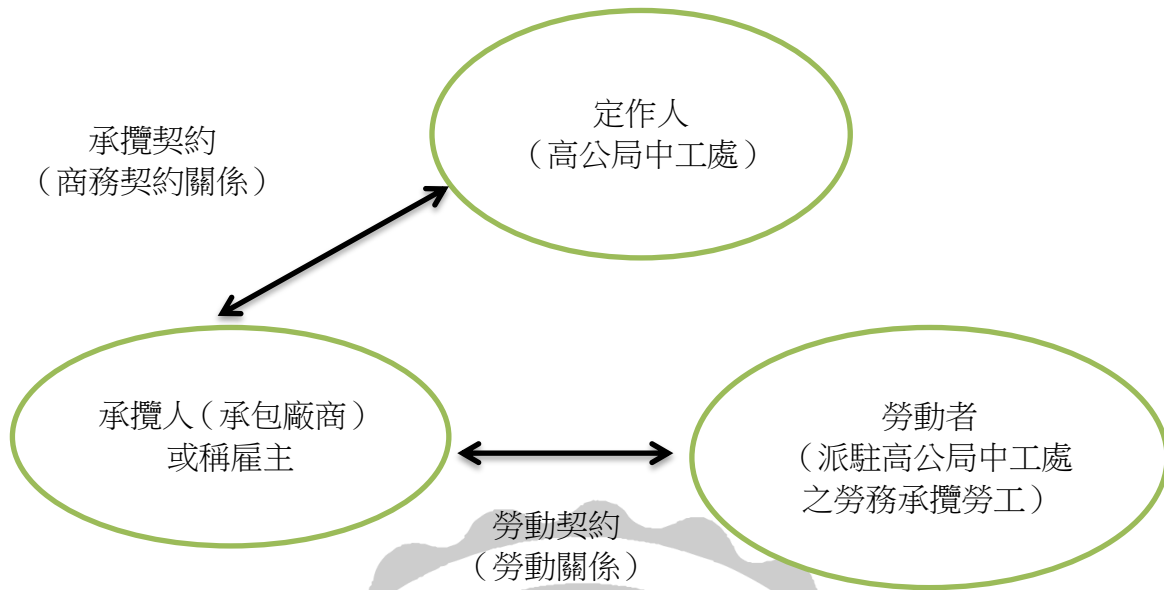 定作人
（高公局中工處）
承攬契約
（商務契約關係）
承攬人（承包廠商）
或稱雇主
勞動者
（派駐高公局中工處
之勞務承攬勞工）
勞動契約
（勞動關係）